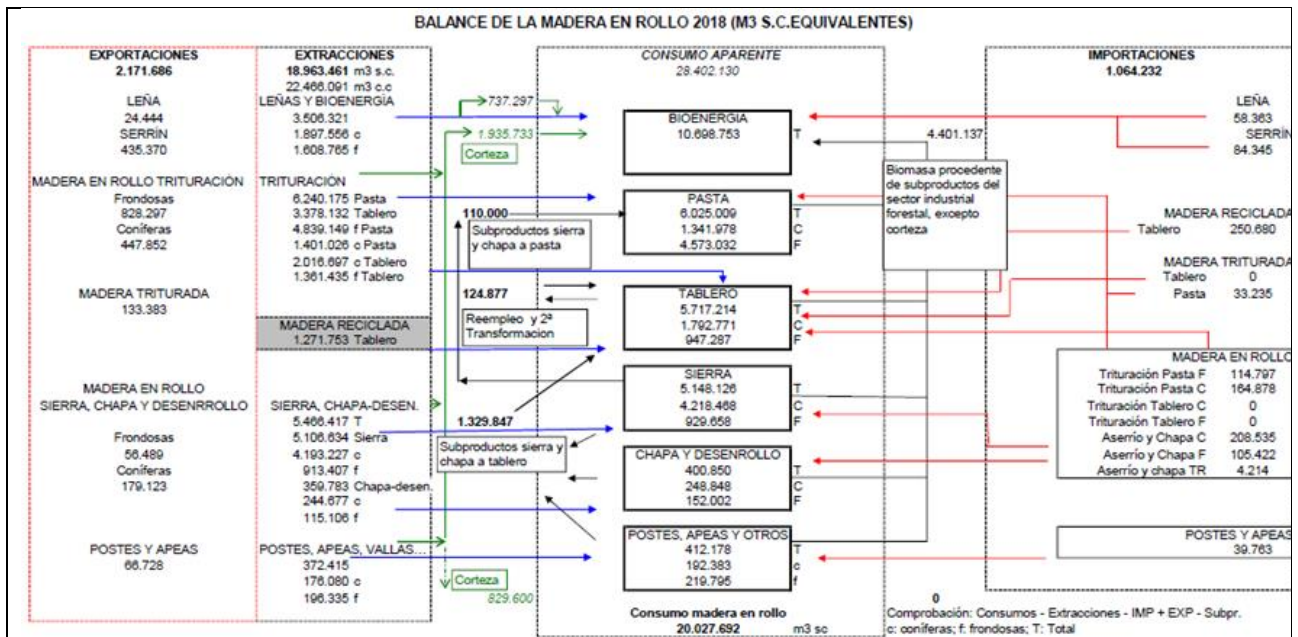 BALANCE DE LA MADERA EN ROLLO 2018 (M3 S.C.EQUIVALENTES)
EXPORTACIONES
2.171.686
LEÑA
24.444
SERRÍN
435.370
MADERA EN ROLLO TRITURACIÓN
Frondosas
828.297
Coníferas
447.852
MADERA TRITURADA
133.383
MADERA EN ROLLO
SIERRA, CHAPA Y DESENRROLLO
Frondosas
56.489
Coníferas
179.123
POSTES Y APEAS
66.728
EXTRACCIONES
18.963.461 m3 s.c.
22.466.091 m3 c.c
LEÑAS Y BIOENERGÍA
3.506.321
1.897.556 c
1.608.765 f
TRITURACIÓN
6.240.175 Pasta
3.378.132 Tablero
4.839.149 f Pasta
1.401.026 c Pasta
2.016.697 c Tablero
1.361.435 f Tablero
MADERA RECICLADA
1.271.753 Tablero
SIERRA, CHAPA-DESEN.
5.466.417 T
5.106.634 Sierra
4.193.227 c
913.407 f
359.783 Chapa-desen.
244.677 c
115.106 f
POSTES, APEAS, VALLAS...
372.415
176.080 c
196.335 f
737.297
1.935.733
Corteza
110.000
Subproductos sierra
y chapa a pasta
124.877
Reempleo y 2ª
Transformacion
1.329.847
Subproductos sierra y
chapa a tablero
Corteza
829.600
CONSUMO APARENTE
28.402.130
BIOENERGIA
10.698.753 T
PASTA
6.025.009 T
1.341.978 C
4.573.032 F
TABLERO
5.717.214 T
1.792.771 C
947.287 F
SIERRA
5.148.126 T
4.218.468 C
929.658 F
CHAPA Y DESENROLLO
400.850 T
248.848 C
152.002 F
POSTES, APEAS Y OTROS
412.178 T
192.383 c
219.795 f
Consumo madera en rollo
20.027.692 m3 sc
4.401.137
Biomasa procedente
de subproductos del
sector industrial
forestal, excepto
corteza
IMPORTACIONES
1.064.232
LEÑA
58.363
SERRÍN
84.345
MADERA RECICLADA
Tablero 250.680
MADERA TRITURADA
Tablero 0
Pasta 33.235
MADERA EN ROLLO
Trituración Pasta F 114.797
Trituración Pasta C 164.878
Trituración Tablero C 0
Trituración Tablero F 0
Aserrío y Chapa C 208.535
Aserrío y Chapa F 105.422
Aserrío y chapa TR 4.214
POSTES Y APEAS
39.763
0
Comprobación: Consumos - Extracciones - IMP + EXP - Subpr.
c: coníferas; f: frondosas; T: Total